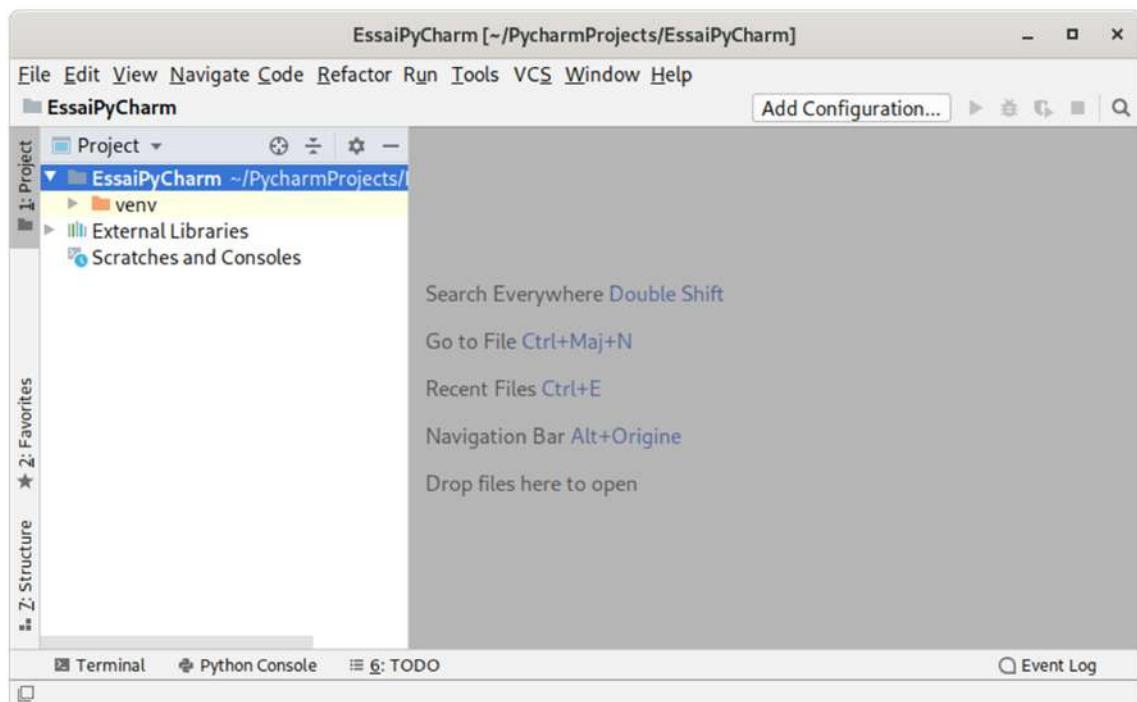 EssaiPyCharm [~/PycharmProjects/EssaiPyCharm]
File Edit View Navigate Code Refactor Run Tools VCS Window Help
EssaiPyCharm
Add Configuration...
1: Project
Project
EssaiPyCharm ~/PycharmProjects/
venv
External Libraries
Scratches and Consoles
Search Everywhere Double Shift
Go to File Ctrl+Maj+N
Recent Files Ctrl+E
Navigation Bar Alt+Origine
Drop files here to open
2: Favorites
Z: Structure
Terminal Python Console 6: TODO Event Log